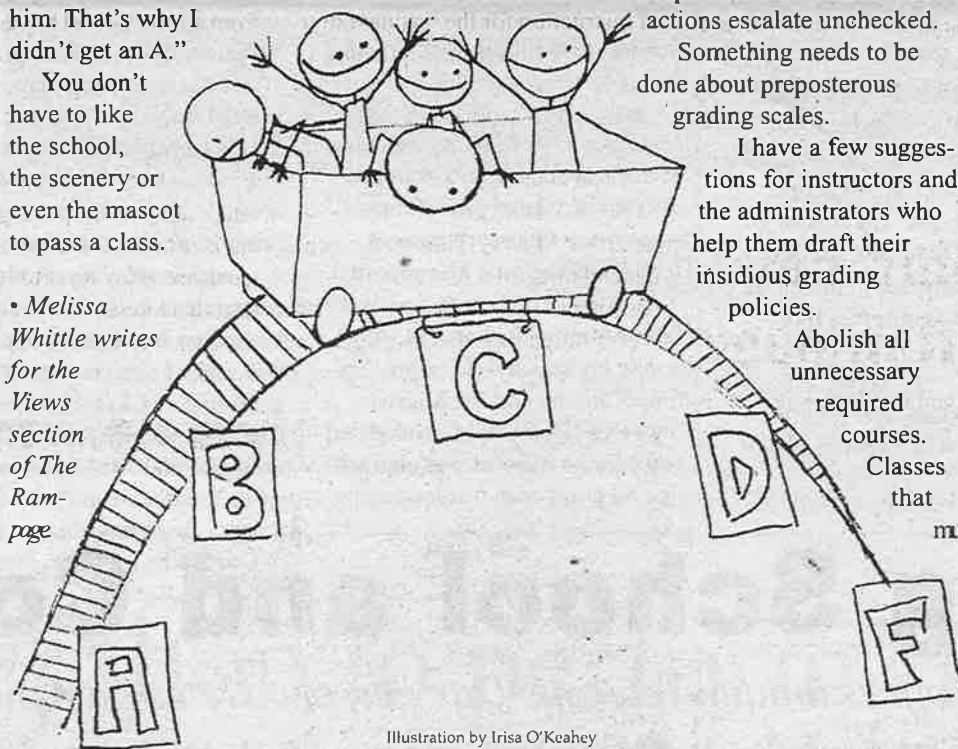 him. That's why I
didn't get an A."
You don't
have to like
the school,
the scenery or
even the mascot
to pass a class.
• Melissa
Whittle writes
for the
Views
section
of The
Ram-
page
actions escalate unchecked.
Something needs to be
done about preposterous
grading scales.
I have a few sugges-
tions for instructors and
the administrators who
help them draft their
insidious grading
policies.
Abolish all
unnecessary
required
courses.
Classes
that
A
B
C
D
F
Illustration by Irisa O'Keahey